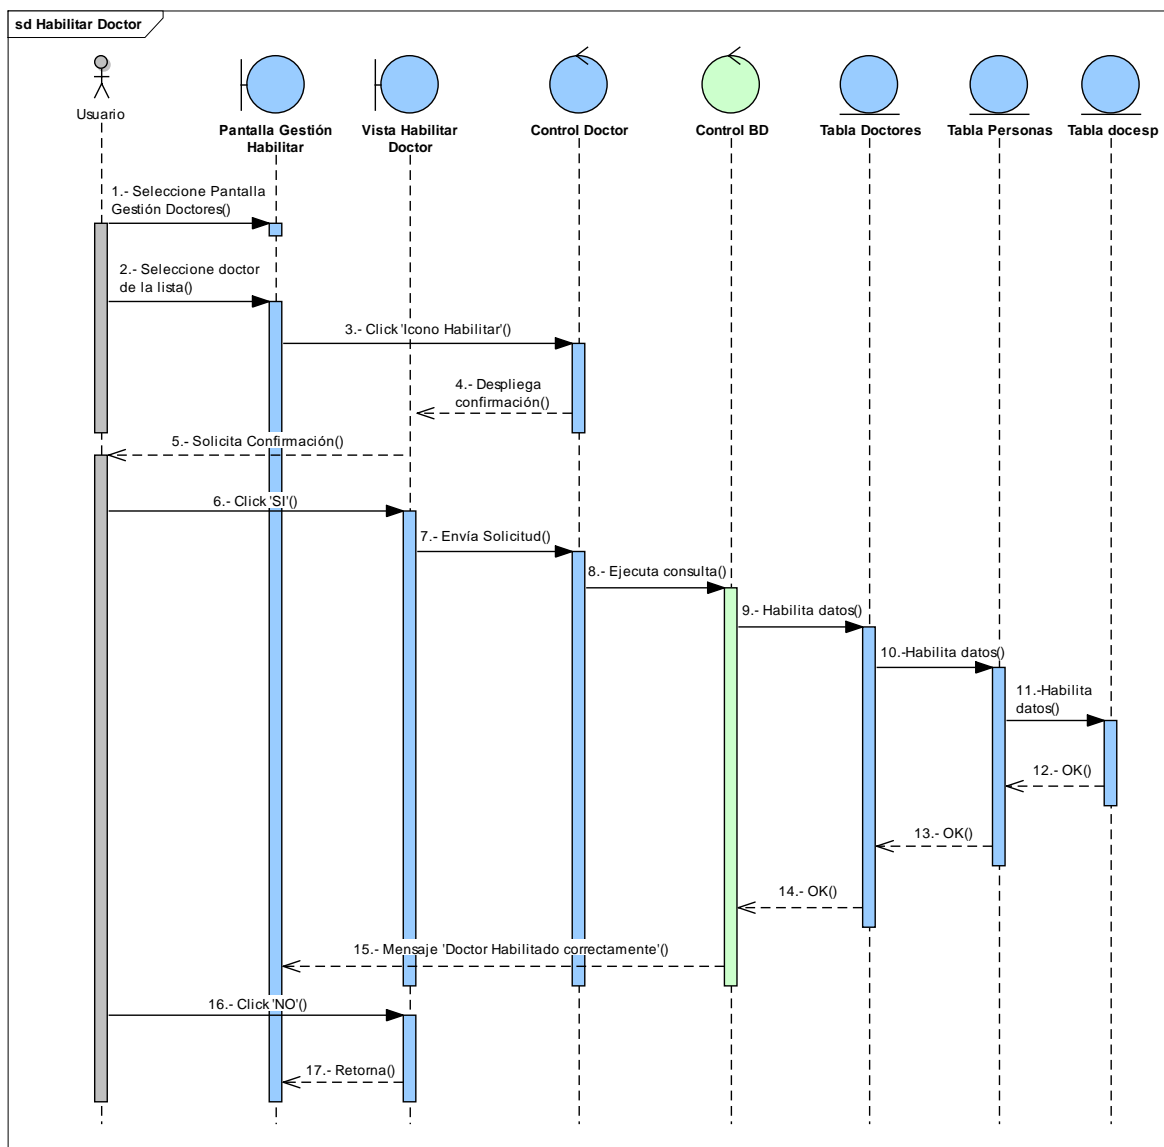 sd Habilitar Doctor
Usuario
Pantalla Gestión
Habilitar
Vista Habilitar
Doctor
Control Doctor
Control BD
Tabla Doctores
Tabla Personas
Tabla docesp
1.- Seleccione Pantalla
Gestión Doctores()
2.- Seleccione doctor
de la lista()
3.- Click 'Icono Habilitar'()
4.- Despliega
confirmación()
5.- Solicita Confirmación()
6.- Click 'SI'()
7.- Envía Solicitud()
8.- Ejecuta consulta()
9.- Habilita datos()
10.-Habilita datos()
11.-Habilita
datos()
12.- OK()
13.- OK()
14.- OK()
15.- Mensaje 'Doctor Habilitado correctamente'()
16.- Click 'NO'()
17.- Retorna()